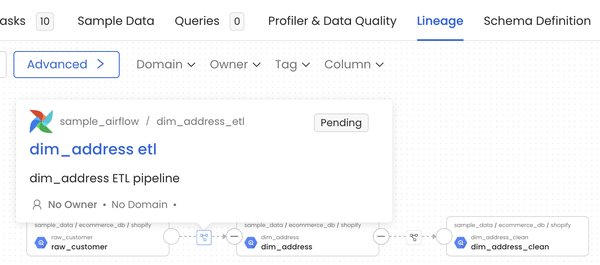 asks 10 Sample Data Queries 0 Profiler & Data Quality Lineage Schema Definition
Advanced Domain Owner Tag Column
sample_airflow / dim_address_etl Pending
dim_address etl
dim_address ETL pipeline
No Owner • No Domain •
sample_data / ecommerce_db / shopify sample_data / ecommerce_db / shopify sample_data / ecommerce_db / shopify
raw_customer dim_address dim_address_clean
raw_customer dim_address dim_address_clean